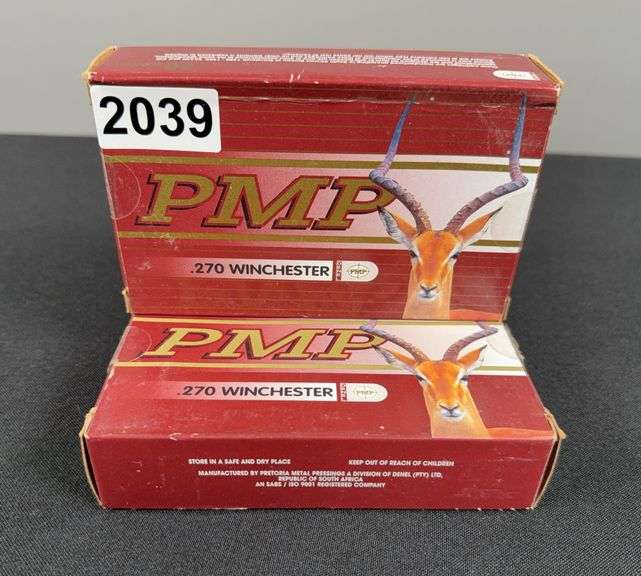 2039
PMP
.270 WINCHESTER
PMP
PMP
.270 WINCHESTER
PMP
STORE IN A SAFE AND DRY PLACE KEEP OUT OF REACH OF CHILDREN
MANUFACTURED BY PRETORIA METAL PRESSINGS A DIVISION OF DENEL (PTY) LTD,
REPUBLIC OF SOUTH AFRICA
AN SABS / ISO 9001 REGISTERED COMPANY